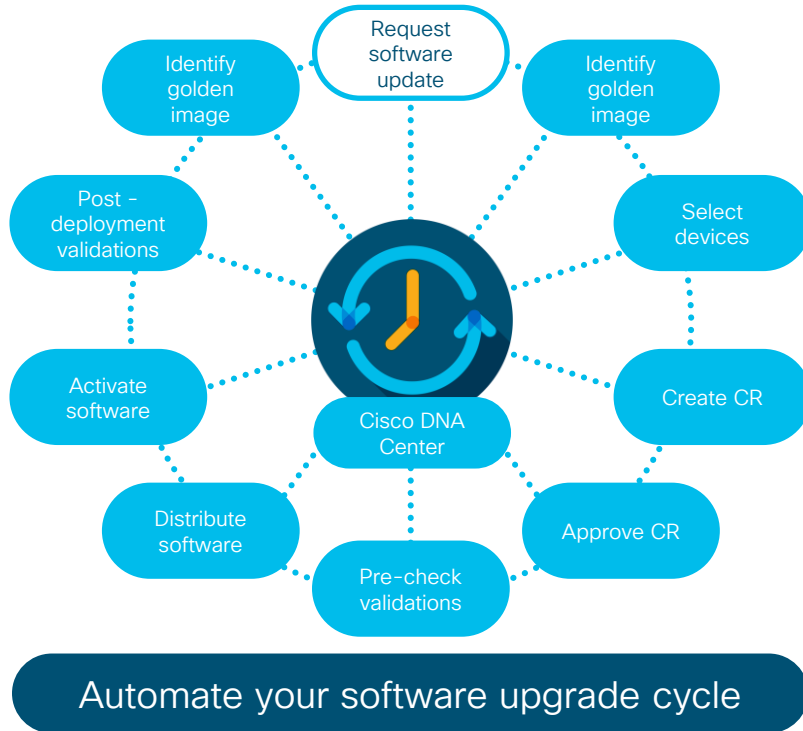 Request
software
update
Identify
golden
image
Identify
golden
image
Post -
deployment
validations
Select
devices
Activate
software
Create CR
Cisco DNA
Center
Distribute
software
Approve CR
Pre-check
validations
Automate your software upgrade cycle